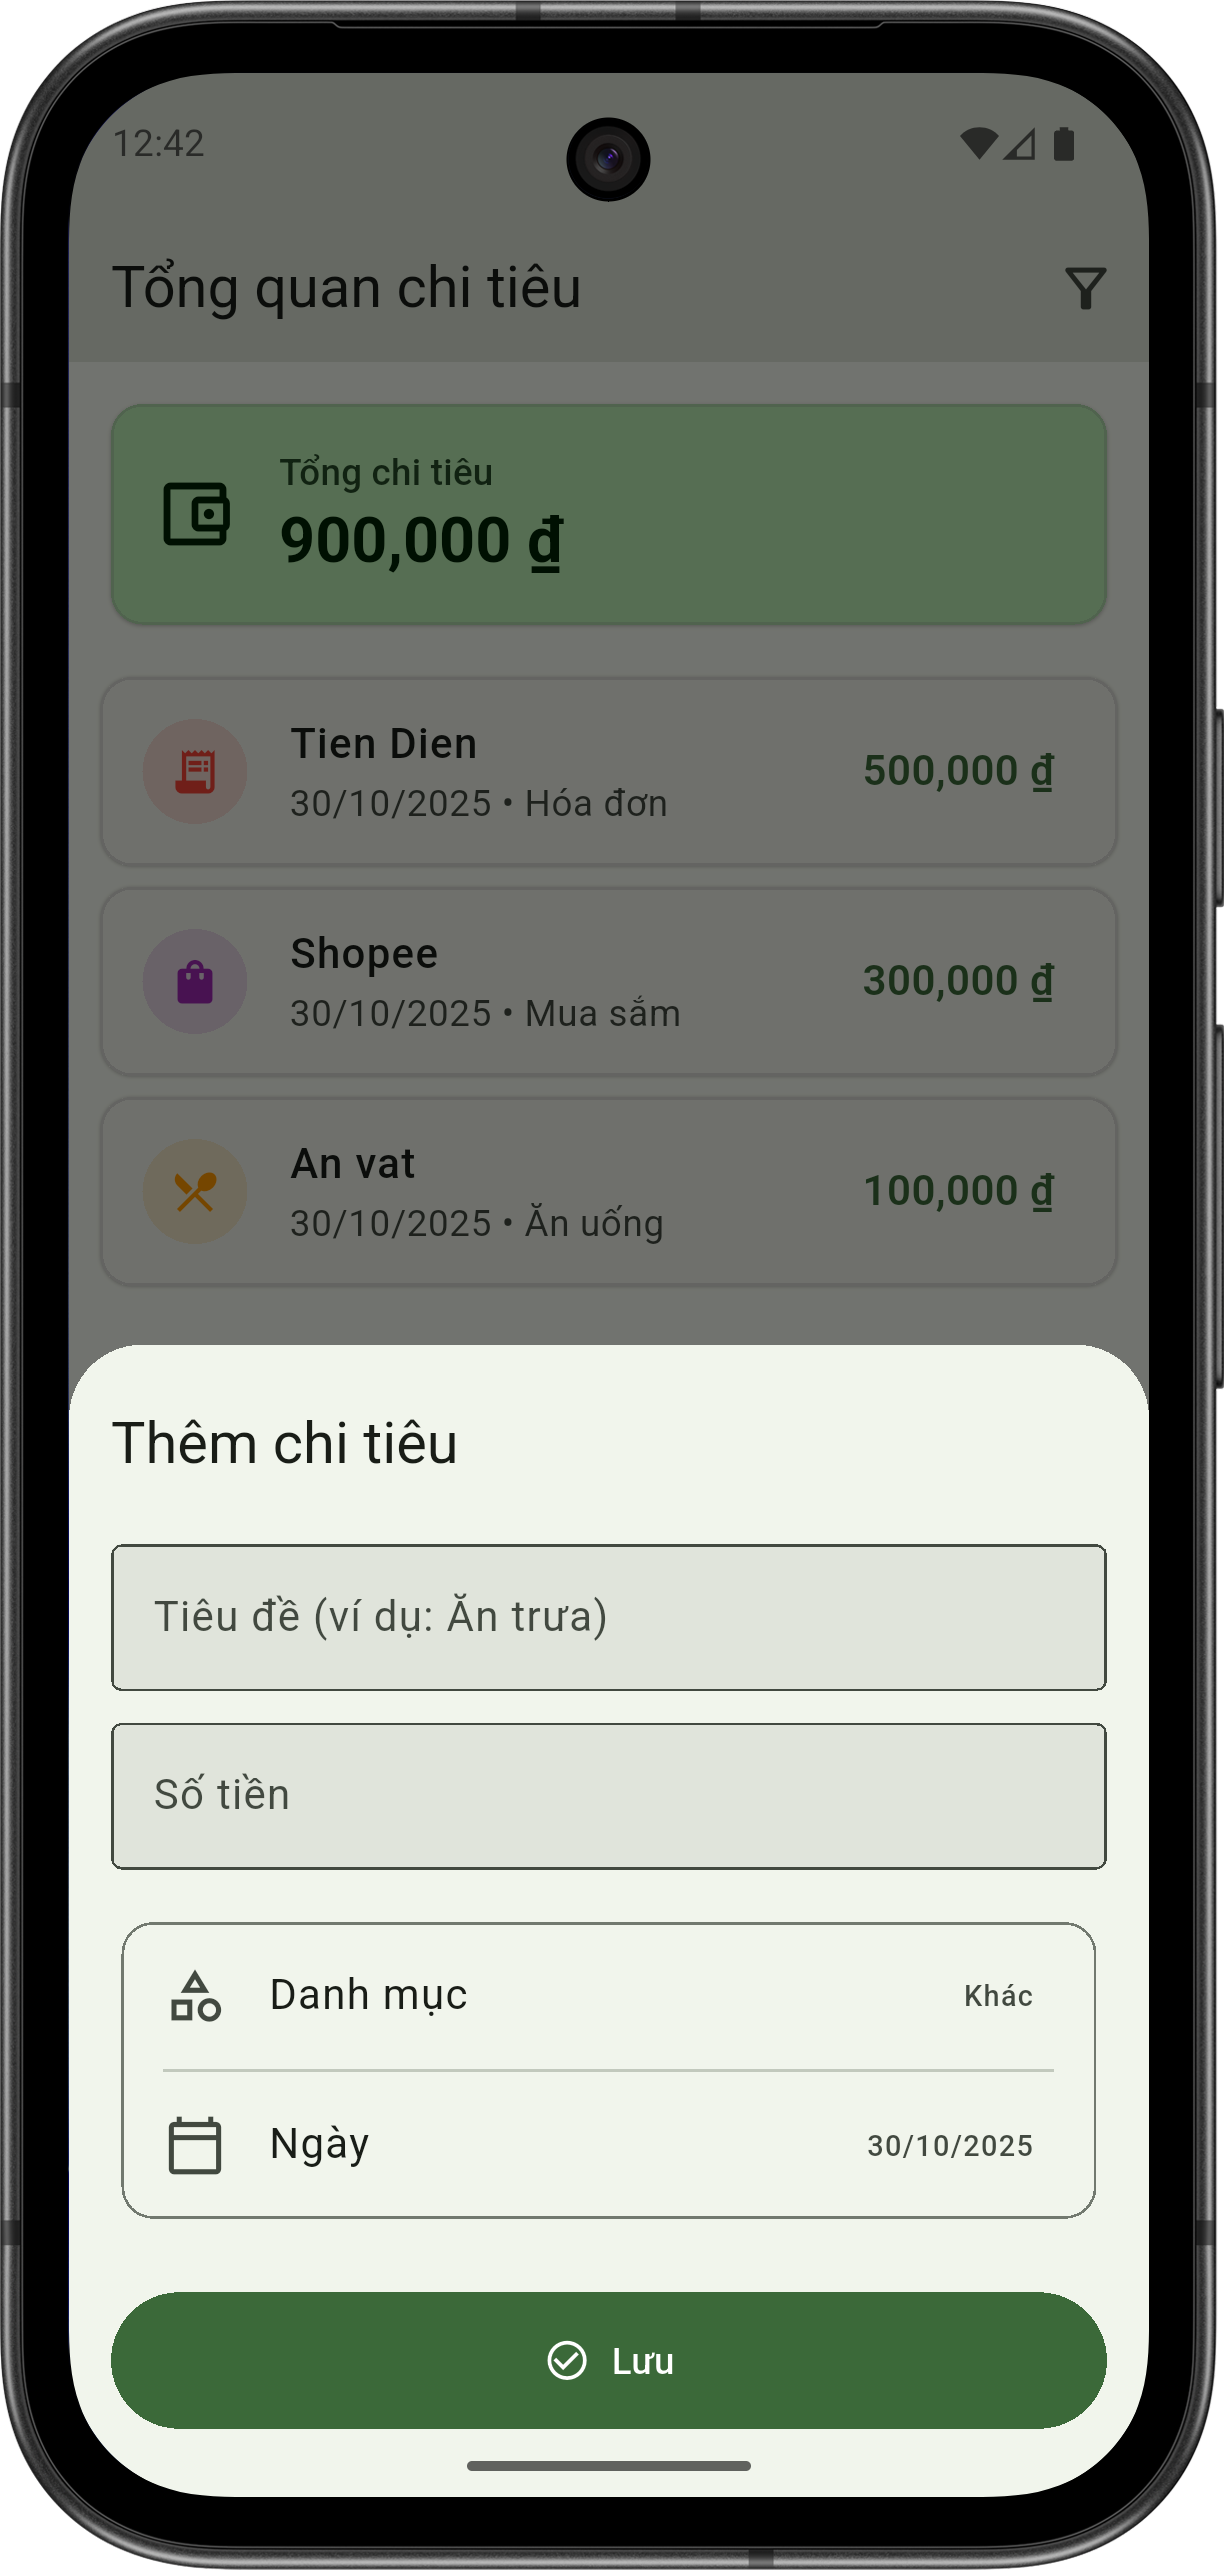 12:42
Tổng quan chi tiêu
Tổng chi tiêu
900,000 ₫
Tien Dien
30/10/2025 • Hóa đơn
500,000 ₫
Shopee
30/10/2025 • Mua sắm
300,000 ₫
An vat
30/10/2025 • Ăn uống
100,000 ₫
Thêm chi tiêu
Tiêu đề (ví dụ: Ăn trưa)
Số tiền
Danh mục
Khác
Ngày
30/10/2025
Lưu